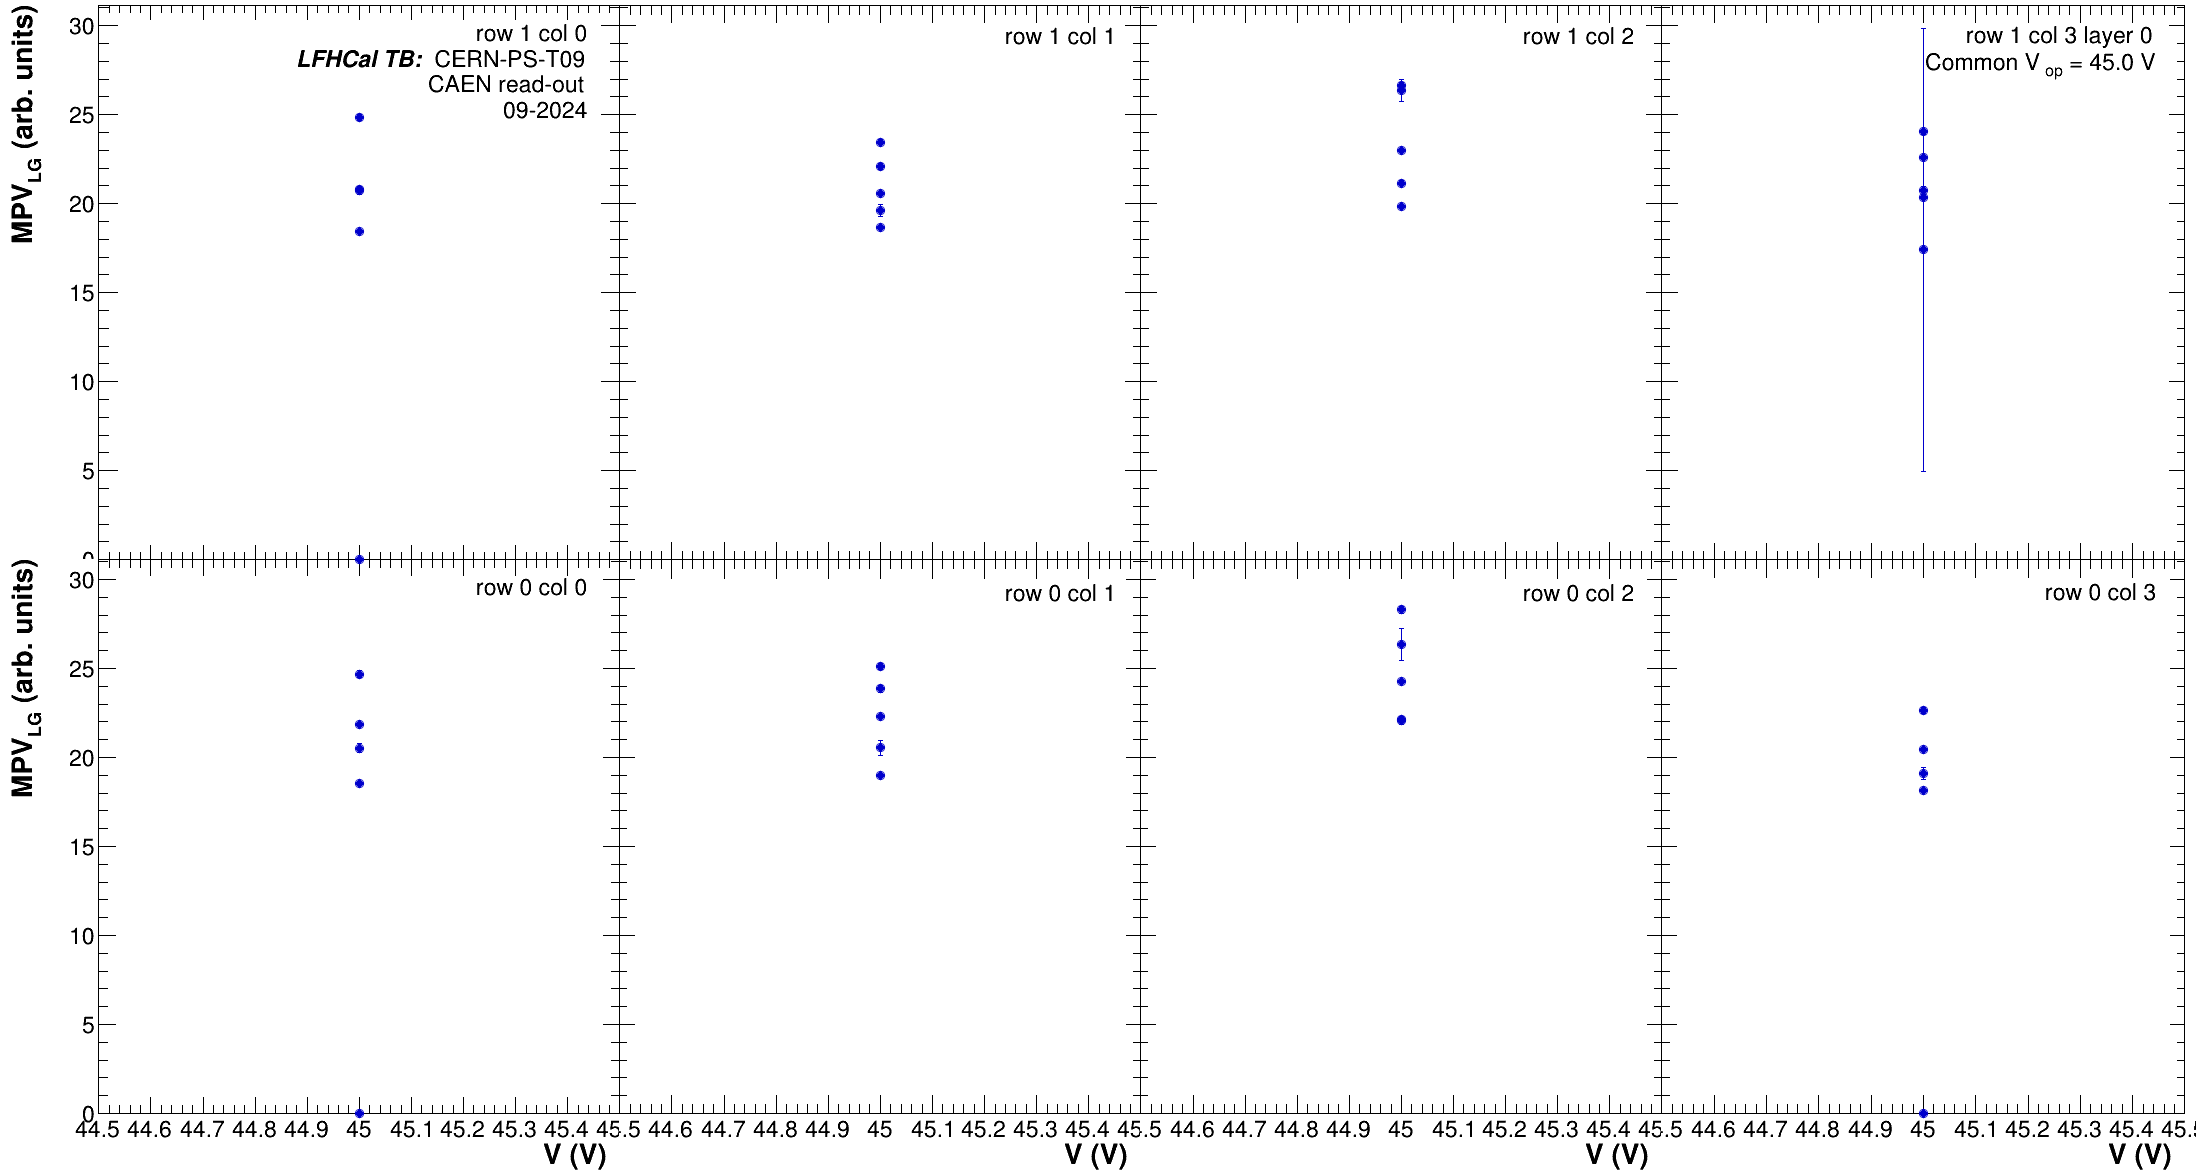 MPV_LG (arb. units)
30
25
20
15
10
5
0
row 1 col 0
LFHCal TB: CERN-PS-T09
CAEN read-out
09-2024
row 1 col 1
row 1 col 2
row 1 col 3 layer 0
Common V_op = 45.0 V
MPV_LG (arb. units)
30
25
20
15
10
5
0
row 0 col 0
row 0 col 1
row 0 col 2
row 0 col 3
44.5 44.6 44.7 44.8 44.9 45 45.1 45.2 45.3 45.4 45.5 44.6 44.7 44.8 44.9 45 45.1 45.2 45.3 45.4 45.5 44.6 44.7 44.8 44.9 45 45.1 45.2 45.3 45.4 45.5 44.6 44.7 44.8 44.9 45 45.1 45.2 45.3 45.4 45.5
V (V) V (V) V (V) V (V)